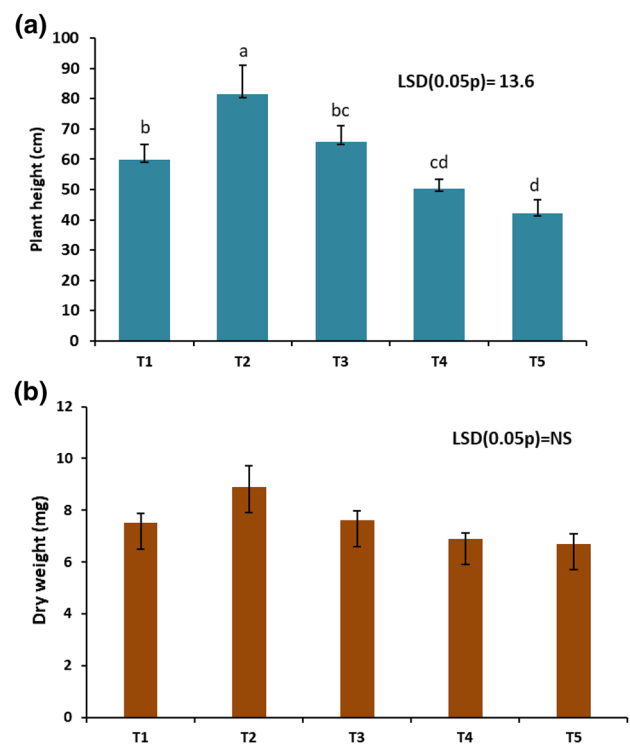 (a)
100
90
80
70
60
50
40
30
20
10
0
Plant height (cm)
LSD(0.05p)= 13.6
b
a
bc
cd
d
T1 T2 T3 T4 T5
(b)
12
10
8
6
4
2
0
Dry weight (mg)
LSD(0.05p)=NS
T1 T2 T3 T4 T5